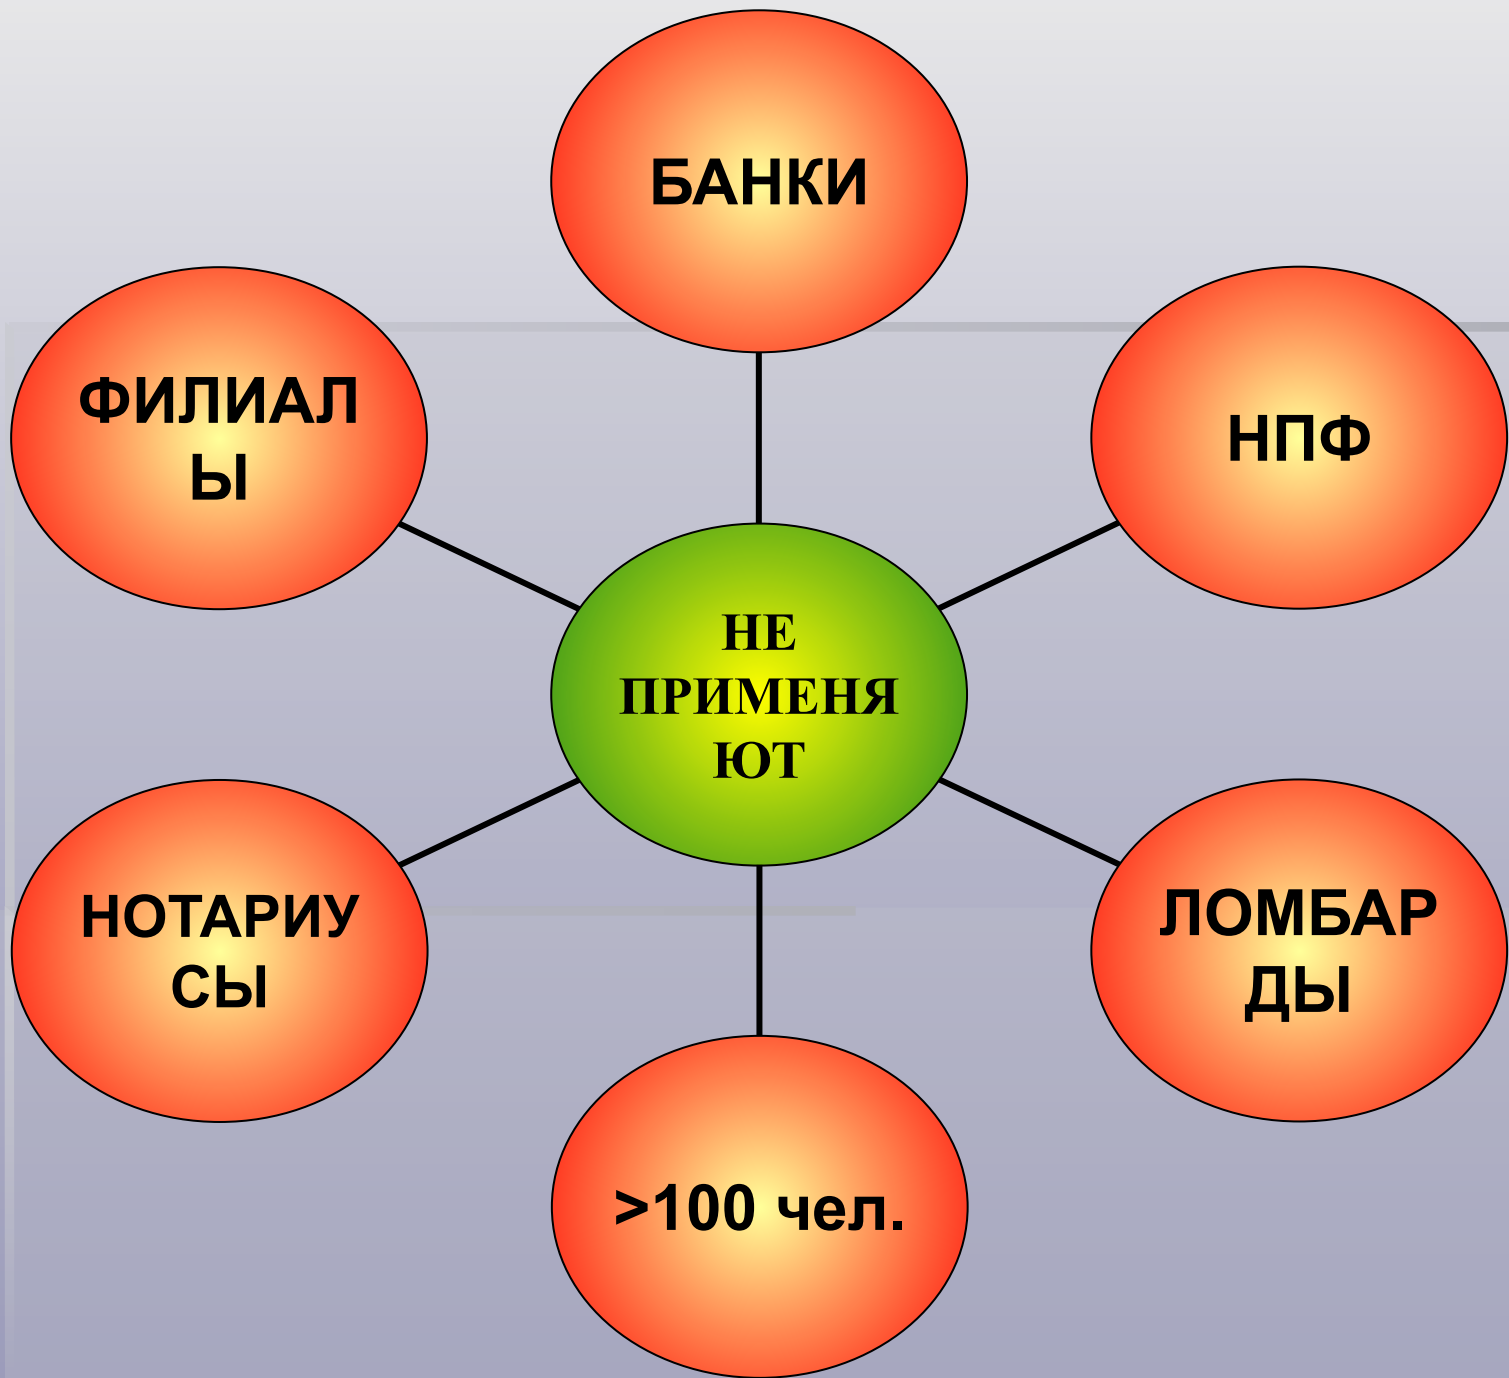 БАНКИ
ФИЛИАЛ
Ы
НПФ
НЕ
ПРИМЕНЯ
ЮТ
НОТАРИУ
СЫ
ЛОМБАР
ДЫ
>100 чел.